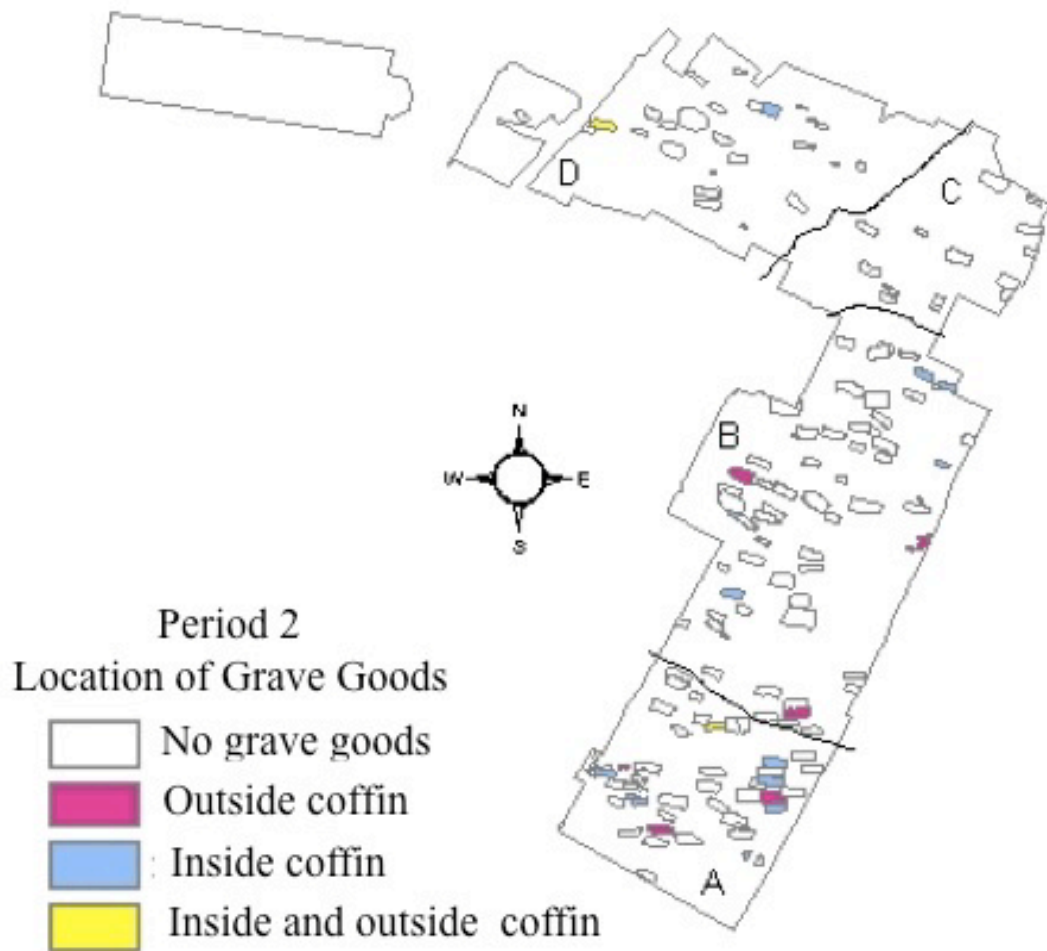 D
C
B
N
W E
S
A
Period 2
Location of Grave Goods
No grave goods
Outside coffin
Inside coffin
Inside and outside coffin